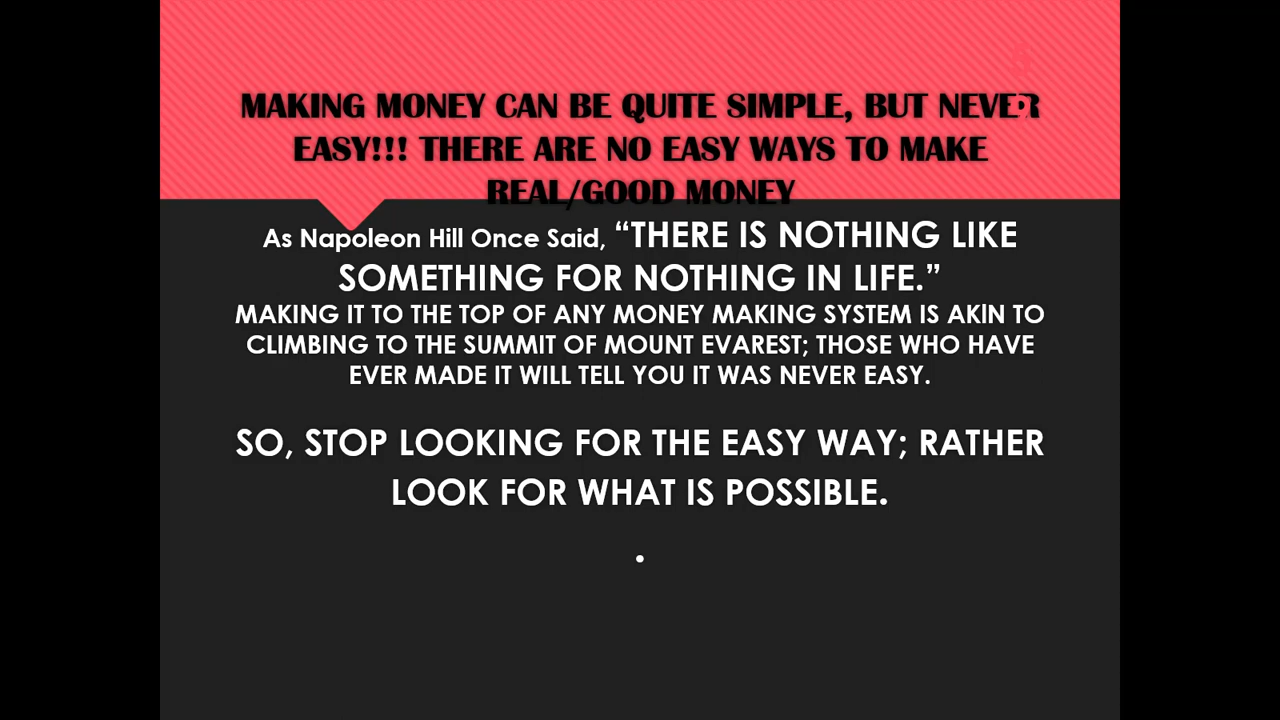 MAKING MONEY CAN BE QUITE SIMPLE, BUT NEVER
EASY!!! THERE ARE NO EASY WAYS TO MAKE
REAL/GOOD MONEY
As Napoleon Hill Once Said, “THERE IS NOTHING LIKE
SOMETHING FOR NOTHING IN LIFE.”
MAKING IT TO THE TOP OF ANY MONEY MAKING SYSTEM IS AKIN TO
CLIMBING TO THE SUMMIT OF MOUNT EVAREST; THOSE WHO HAVE
EVER MADE IT WILL TELL YOU IT WAS NEVER EASY.
SO, STOP LOOKING FOR THE EASY WAY; RATHER
LOOK FOR WHAT IS POSSIBLE.
.